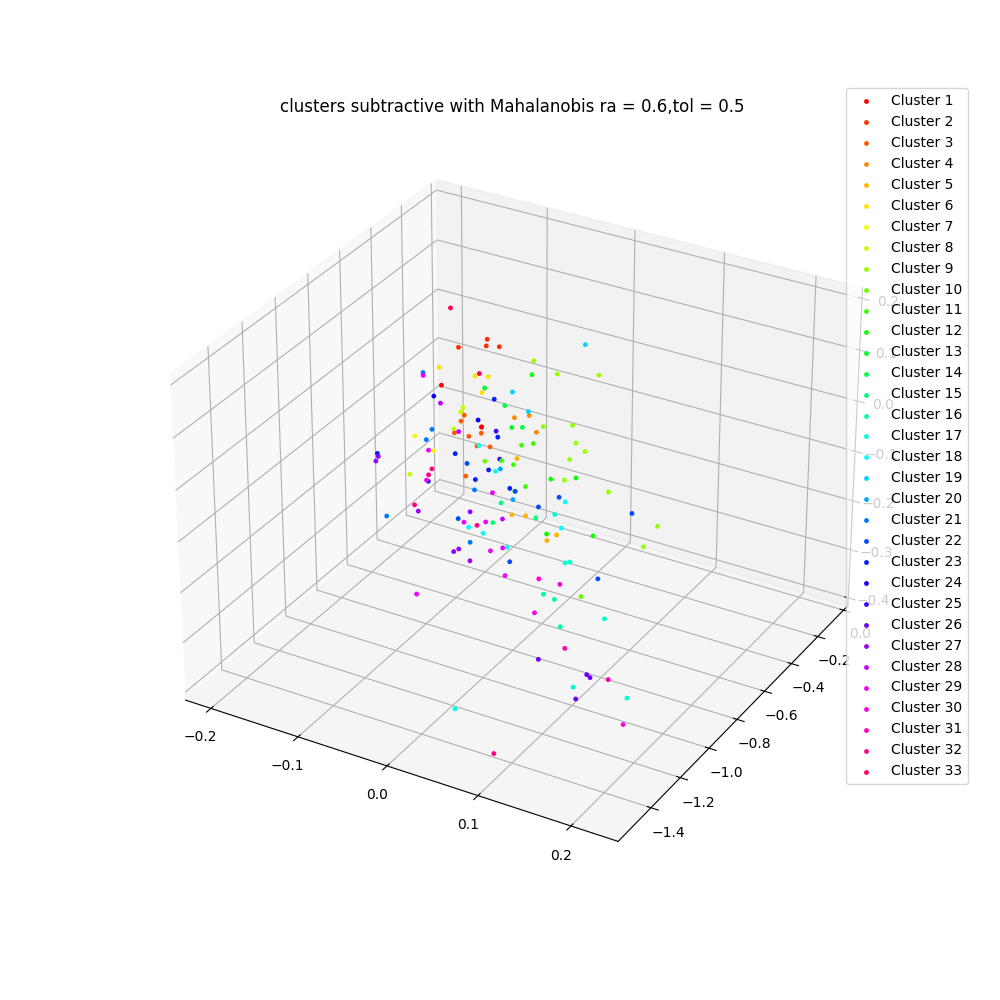 clusters subtractive with Mahalanobis ra = 0.6,tol = 0.5
Cluster 1
Cluster 2
Cluster 3
Cluster 4
Cluster 5
Cluster 6
Cluster 7
Cluster 8
Cluster 9
Cluster 10
Cluster 11
Cluster 12
Cluster 13
Cluster 14
Cluster 15
Cluster 16
Cluster 17
Cluster 18
Cluster 19
Cluster 20
Cluster 21
Cluster 22
Cluster 23
Cluster 24
Cluster 25
Cluster 26
Cluster 27
Cluster 28
Cluster 29
Cluster 30
Cluster 31
Cluster 32
Cluster 33
0.2
0.1
0.0
−0.1
−0.2
−0.3
−0.4
0.0
−0.2
−0.4
−0.6
−0.8
−1.0
−1.2
−1.4
−0.2
−0.1
0.0
0.1
0.2